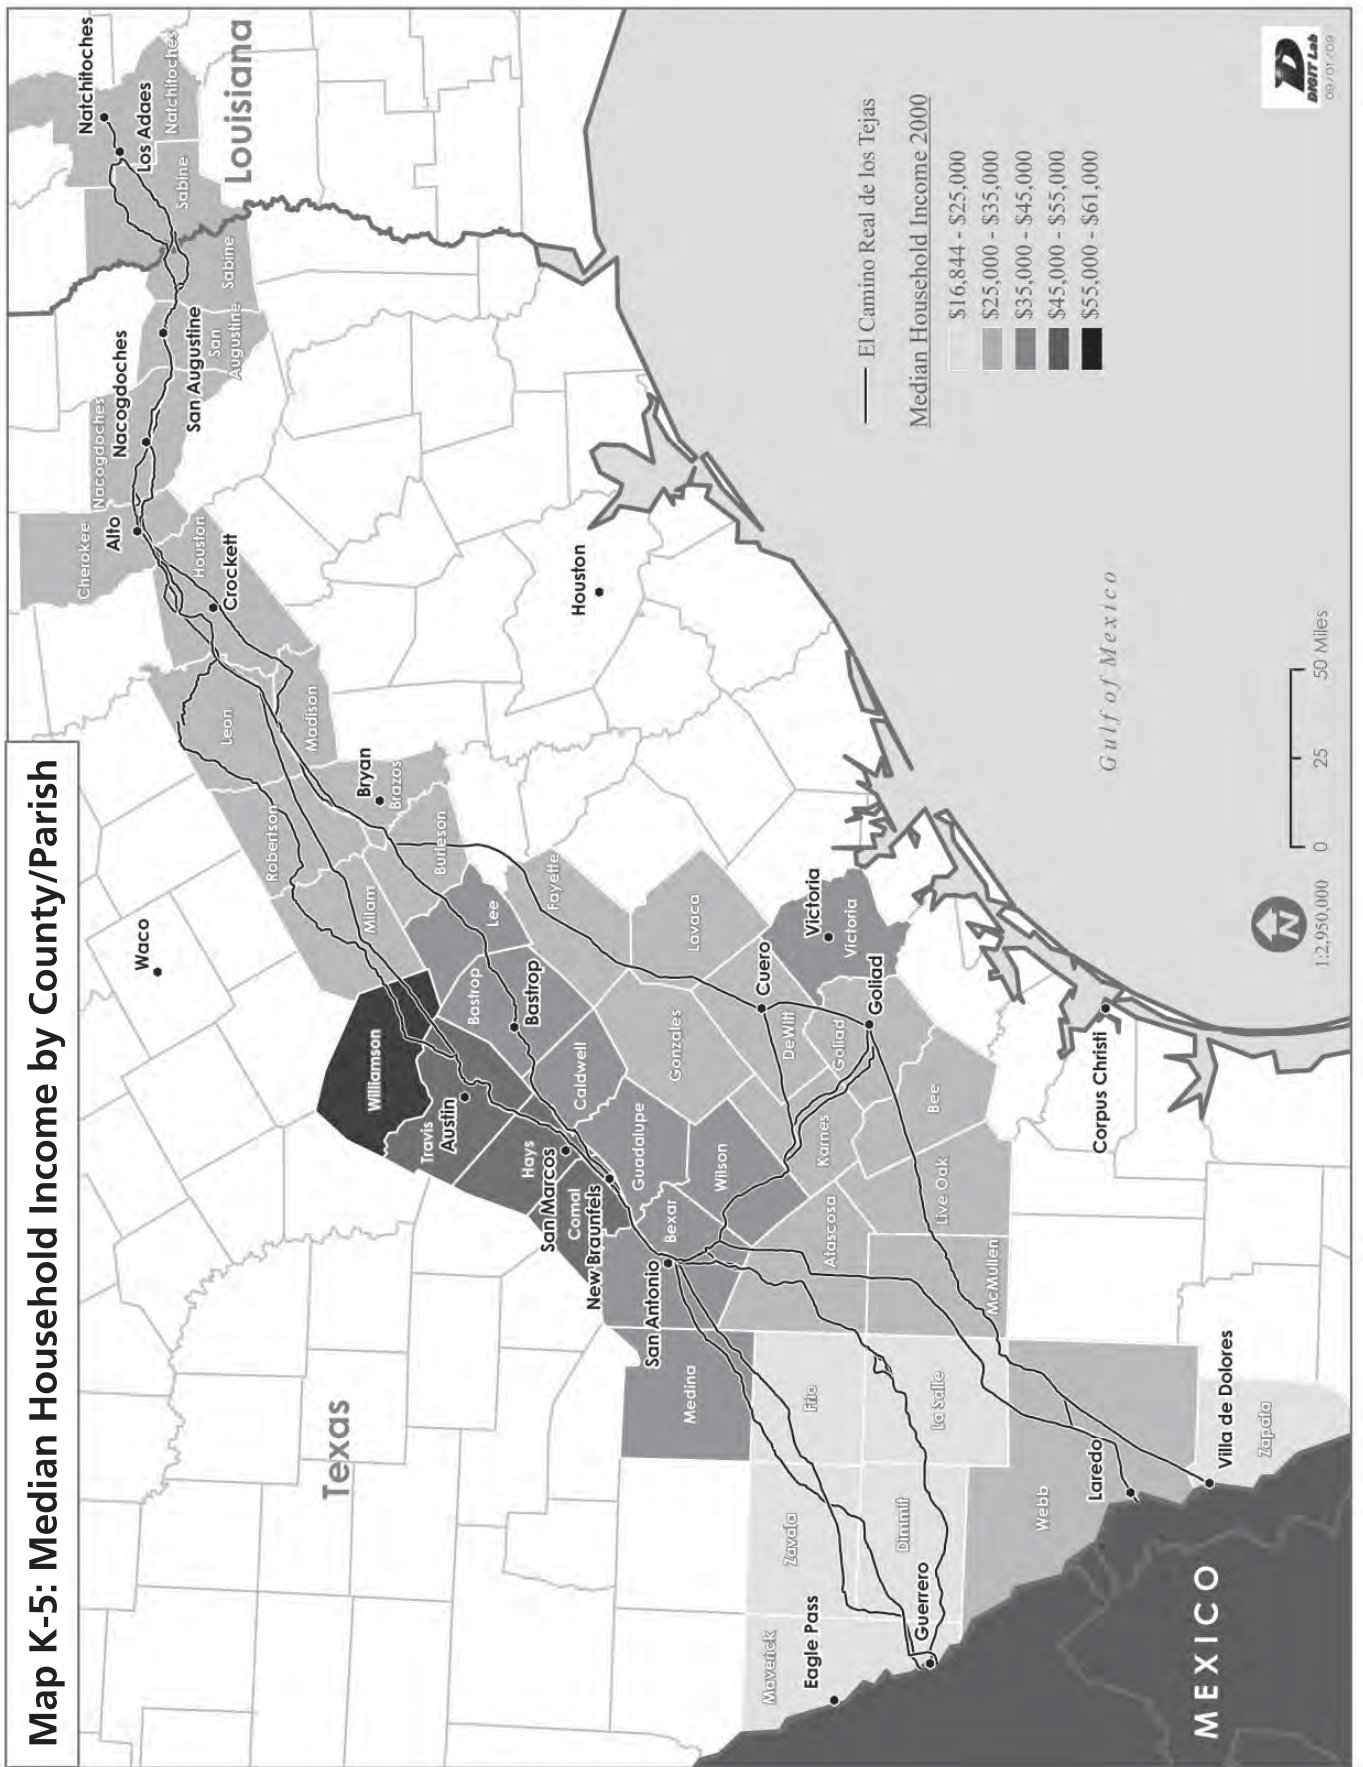 Map K-5: Median Household Income by County/Parish
Natchitoches
Natchitoches
Los Adaes
Louisiana
Sabine
Sabine
San Augustine
San
Augustine
Nacogdoches
Nacogdoches
Cherokee
Alto
Houston
Crockett
Leon
Madison
Robertson
Bryan
Brazos
Milam
Burleson
Waco
Houston
Lee
Fayette
Lavaca
Williamson
Bastrop
Bastrop
Travis
Austin
Caldwell
Gonzales
Cuero
DeWitt
Victoria
Victoria
Goliad
Goliad
Hays
San Marcos
Comal
New Braunfels
Guadalupe
Wilson
Karnes
Bee
Bexar
San Antonio
Atascosa
Live Oak
McMullen
Corpus Christi
Texas
Medina
Frio
La Salle
Zavala
Dimmit
Webb
Laredo
Villa de Dolores
Zapata
Maverick
Eagle Pass
Guerrero
MEXICO
Gulf of Mexico
El Camino Real de los Tejas
Median Household Income 2000
$16,844 - $25,000
$25,000 - $35,000
$35,000 - $45,000
$45,000 - $55,000
$55,000 - $61,000
N
1:2,950,000
0 25 50 Miles
D
DIGIT Lab
09/01/09